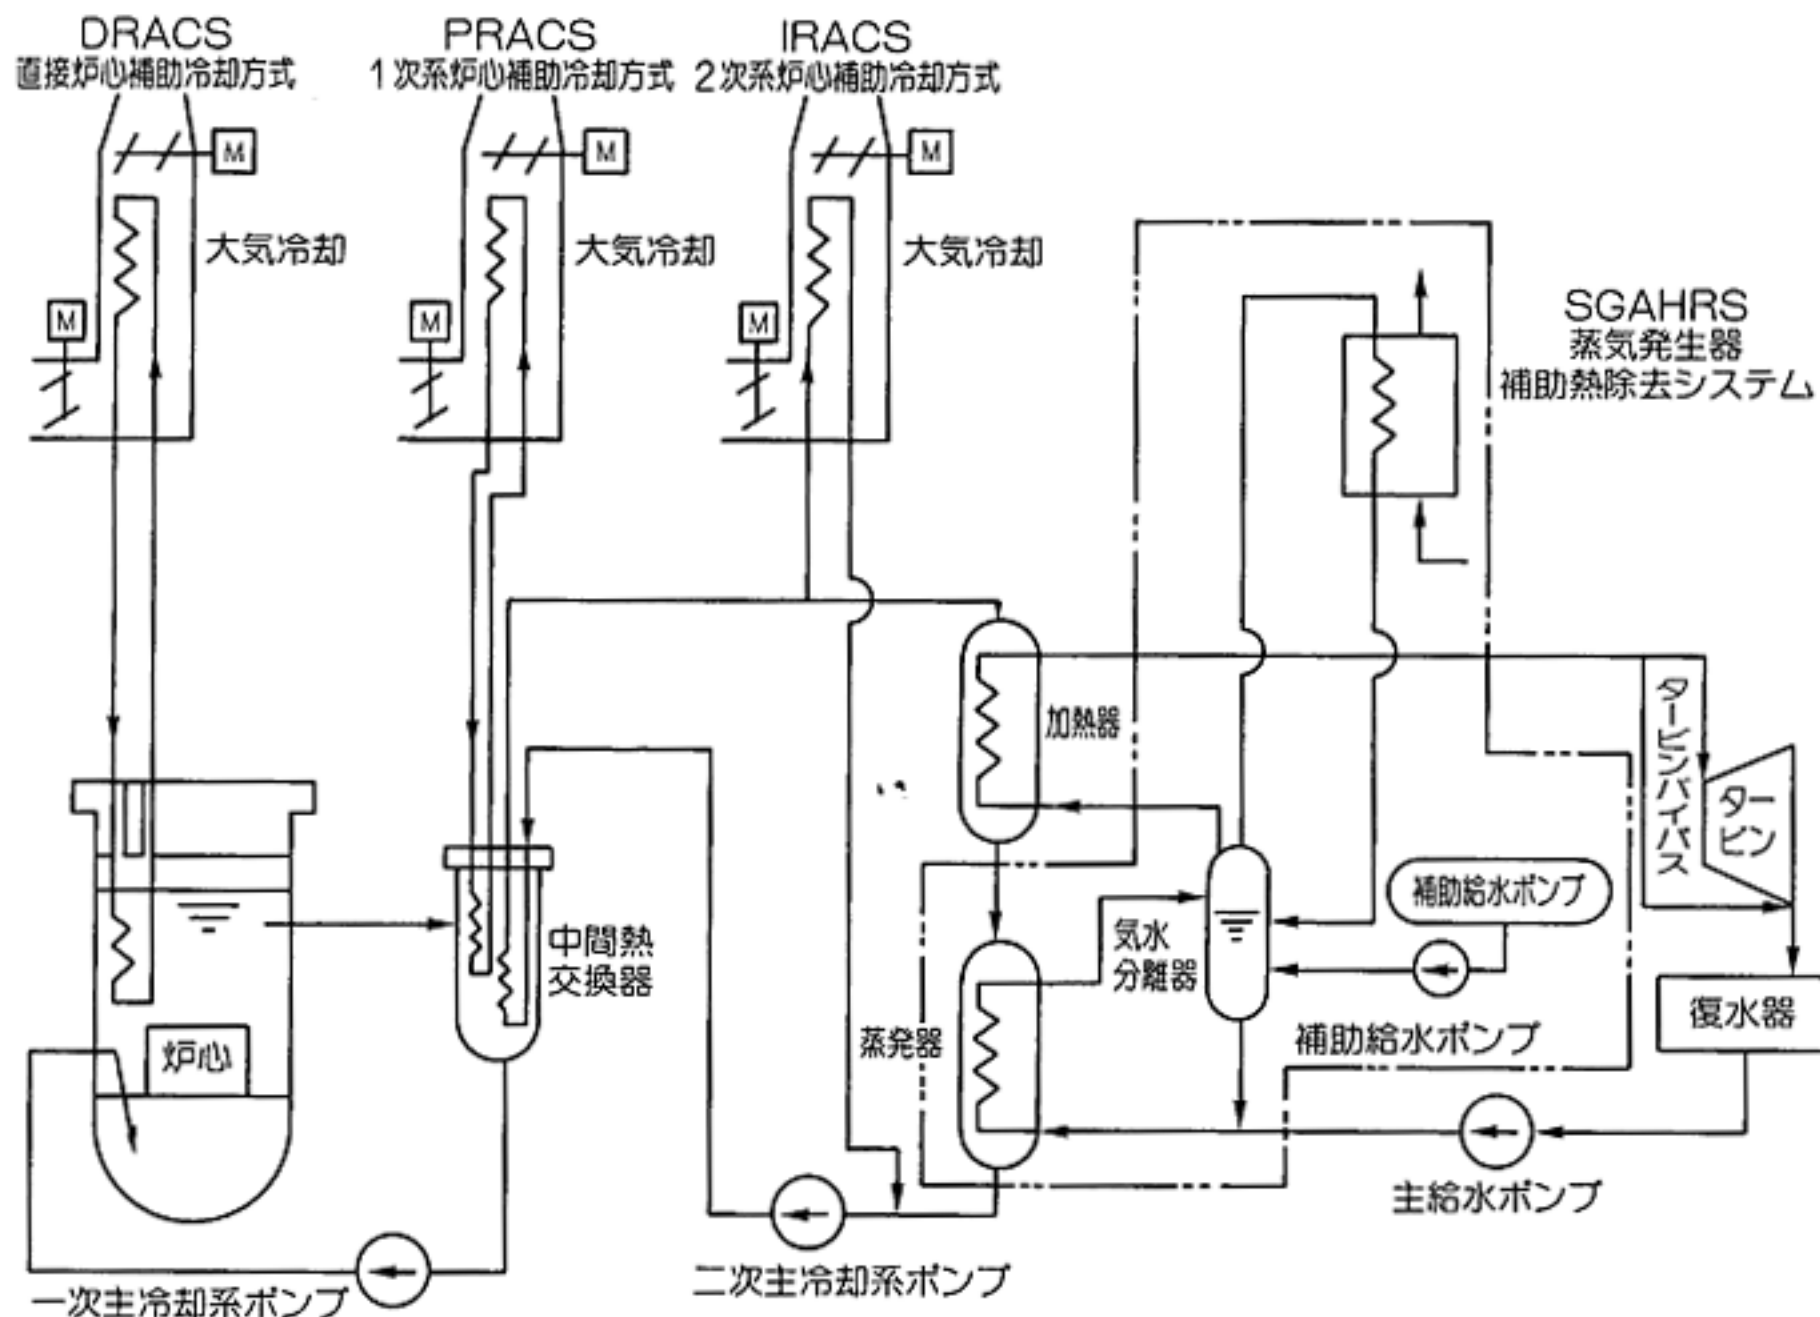 DRACS
直接炉心補助冷却方式
PRACS
1次系炉心補助冷却方式
IRACS
2次系炉心補助冷却方式
M
M
M
大気冷却
大気冷却
大気冷却
M
M
M
SGAHRS
蒸気発生器
補助熱除去システム
加熱器
タービンバイパス
ター
ビン
補助給水ポンプ
中間熱
交換器
気水
分離器
炉心
蒸発器
補助給水ポンプ
復水器
主給水ポンプ
二次主冷却系ポンプ
一次主冷却系ポンプ